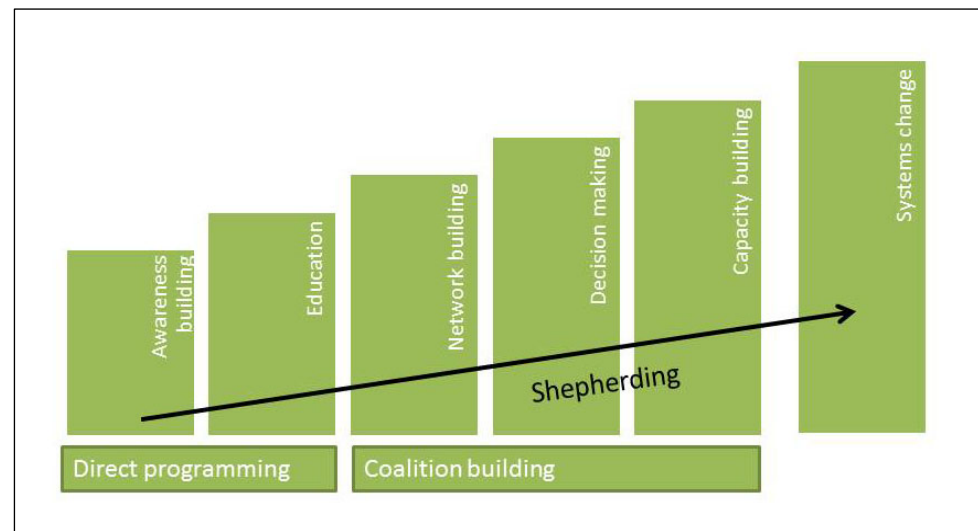 Awareness
building
Education
Network building
Decision making
Capacity building
Systems change
Shepherding
Direct programming
Coalition building